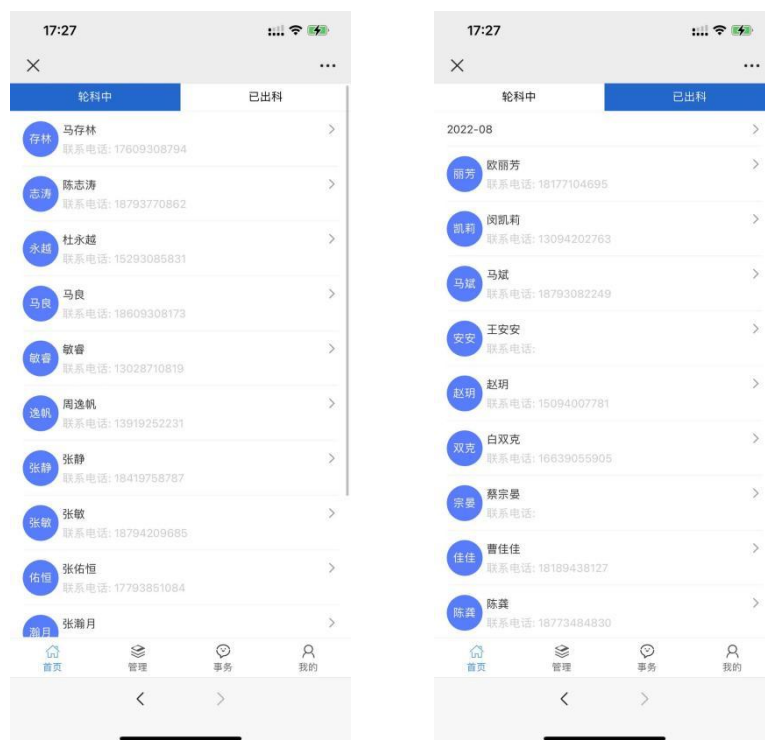 17:27
轮科中
已出科
存林
马存林
联系电话: 17609308794
志涛
陈志涛
联系电话: 18793770862
永越
杜永越
联系电话: 15293085831
马良
马良
联系电话: 18609308173
敏睿
敏睿
联系电话: 13028710819
逸帆
周逸帆
联系电话: 13919252231
张静
张静
联系电话: 18419758787
张敏
张敏
联系电话: 18794209685
佑恒
张佑恒
联系电话: 17793851084
瀚月
张瀚月
首页
管理
事务
我的
17:27
轮科中
已出科
2022-08
丽芳
欧丽芳
联系电话: 18177104695
凯莉
闵凯莉
联系电话: 13094202763
马斌
马斌
联系电话: 18793082249
安安
王安安
联系电话:
赵玥
赵玥
联系电话: 15094007781
双克
白双克
联系电话: 16639055905
宗晏
蔡宗晏
联系电话:
佳佳
曹佳佳
联系电话: 18189438127
陈龚
陈龚
联系电话: 18773484830
首页
管理
事务
我的